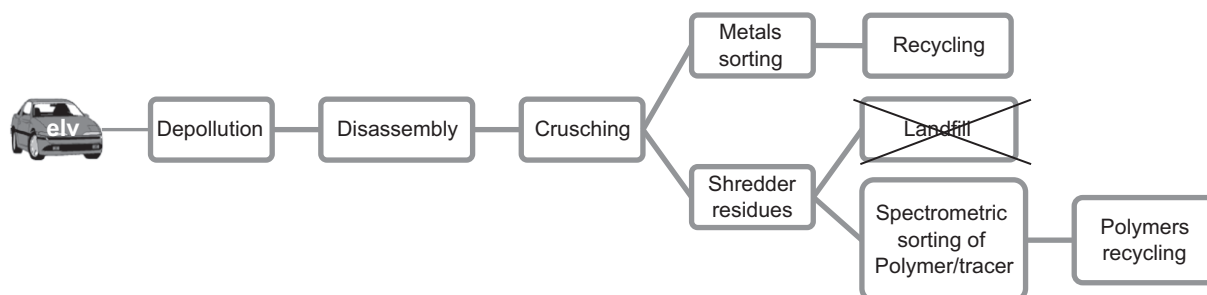 elv
Depollution
Disassembly
Crusching
Metals
sorting
Recycling
Landfill
Shredder
residues
Spectrometric
sorting of
Polymer/tracer
Polymers
recycling